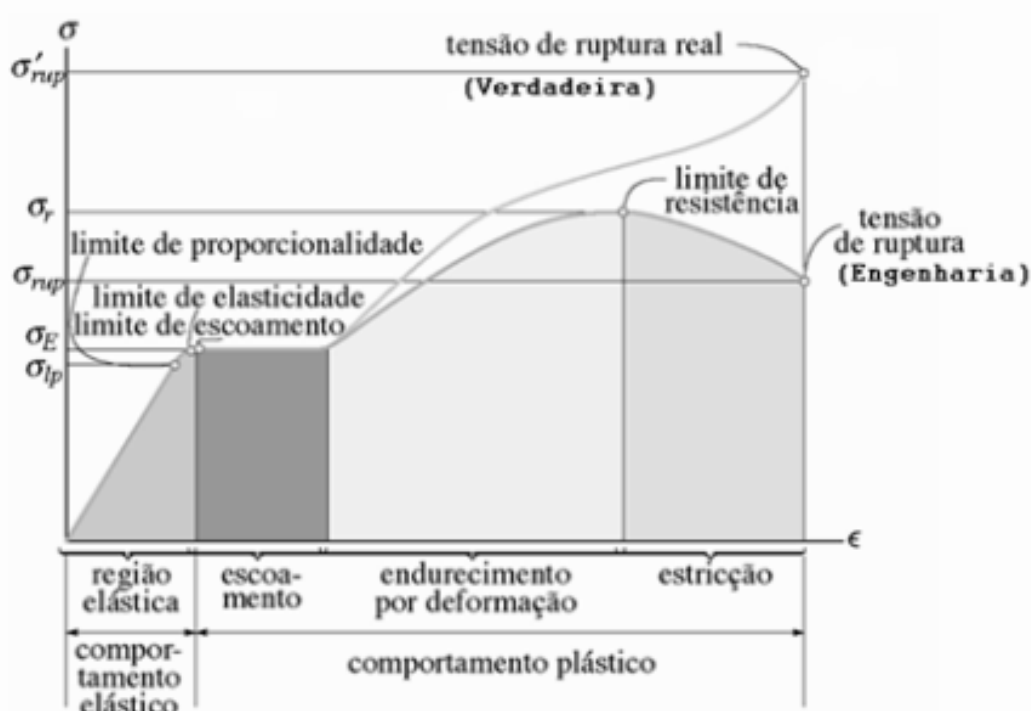 σ
σ'rup
tensão de ruptura real
(Verdadeira)
σr
limite de
resistência
tensão
de ruptura
(Engenharia)
limite de proporcionalidade
σrup
limite de elasticidade
limite de escoamento
σE
σlp
ϵ
região
elástica
escoa-
mento
endurecimento
por deformação
estricção
compor-
tamento
elástico
comportamento plástico